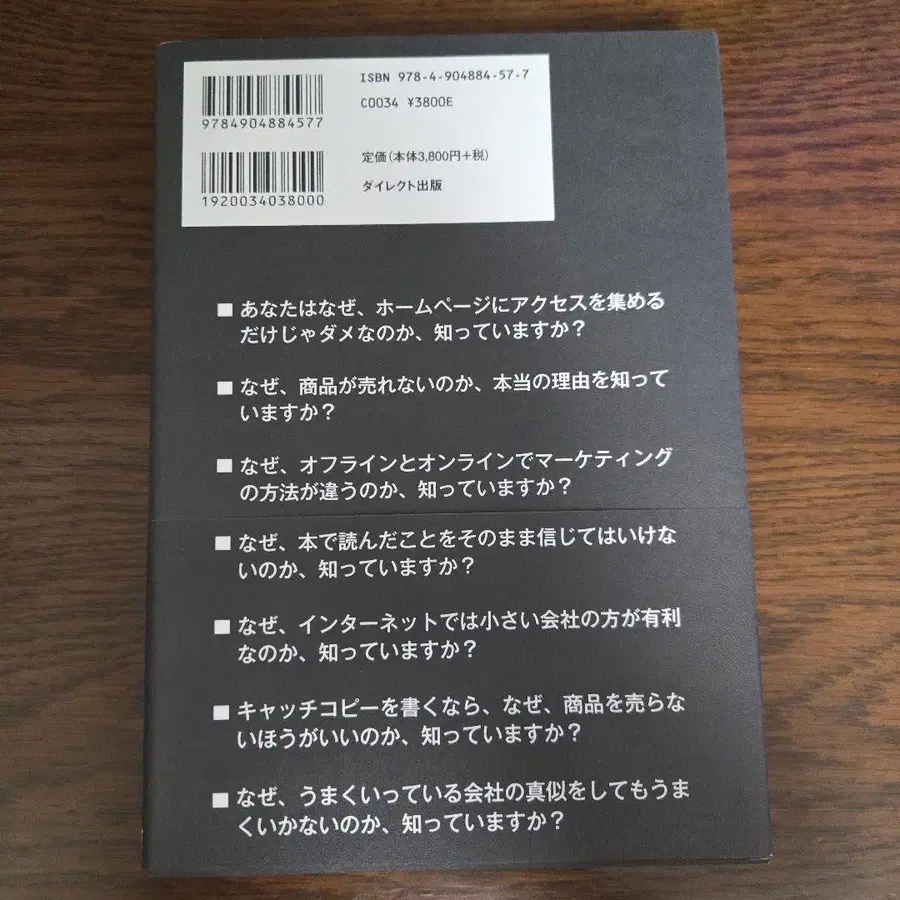 ISBN 978-4-904884-57-7
C0034 ¥3800E
9784904884577
定価(本体3,800円+税)
ダイレクト出版
1920034038000
■ あなたはなぜ、ホームページにアクセスを集める
だけじゃダメなのか、知っていますか?
■ なぜ、商品が売れないのか、本当の理由を知って
いますか?
■ なぜ、オフラインとオンラインでマーケティング
の方法が違うのか、知っていますか?
■ なぜ、本で読んだことをそのまま信じてはいけな
いのか、知っていますか?
■ なぜ、インターネットでは小さい会社の方が有利
なのか、知っていますか?
■ キャッチコピーを書くなら、なぜ、商品を売らな
いほうがいいのか、知っていますか?
■ なぜ、うまくいっている会社の真似をしてもうま
くいかないのか、知っていますか?